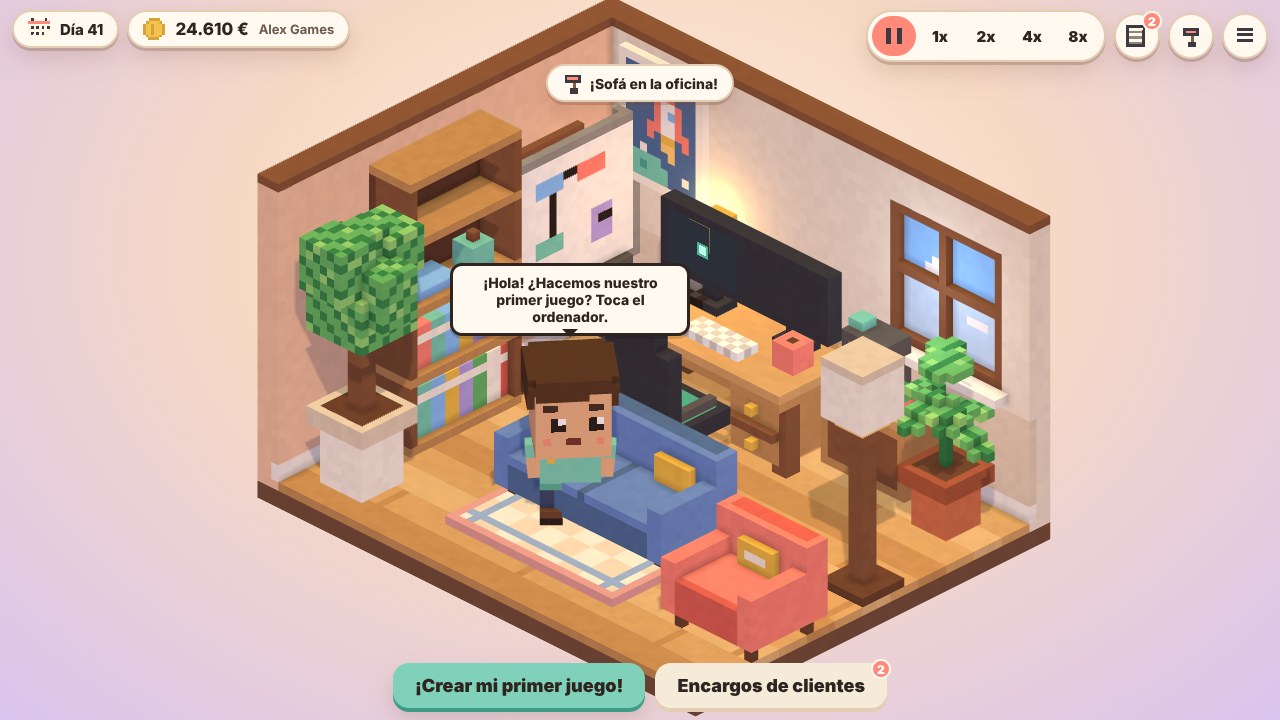 Día 41
24.610 €
Alex Games
1x
2x
4x
8x
2
¡Sofá en la oficina!
¡Hola! ¿Hacemos nuestro
primer juego? Toca el
ordenador.
¡Crear mi primer juego!
Encargos de clientes
2